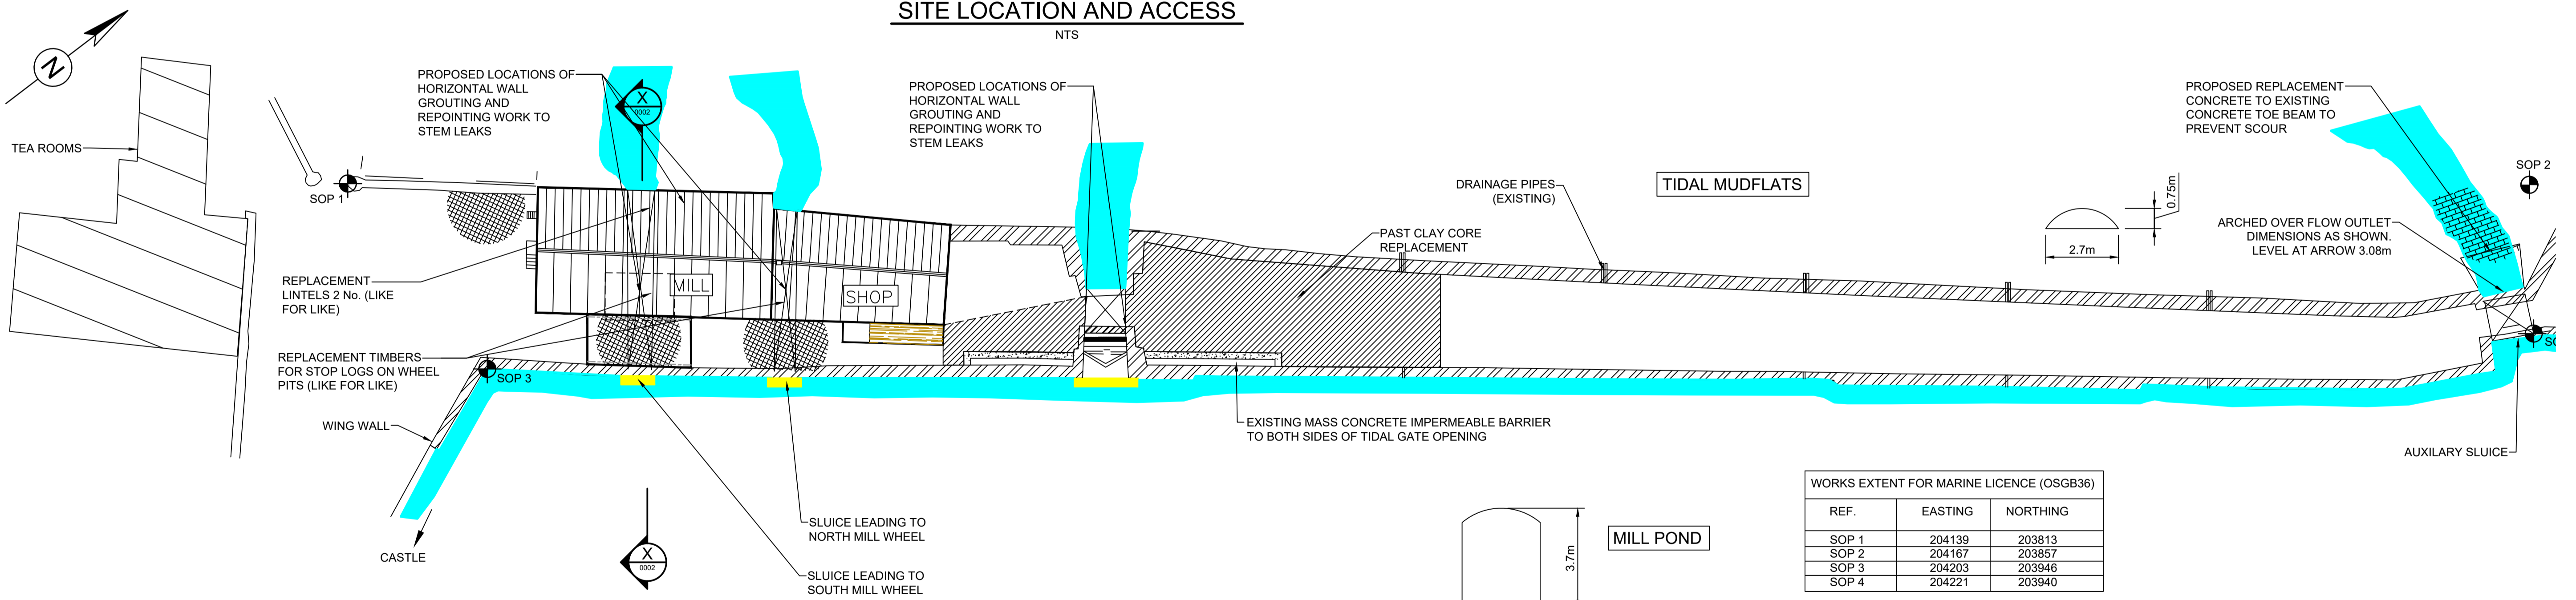 SITE LOCATION AND ACCESS
NTS
N
TEA ROOMS
SOP 1
PROPOSED LOCATIONS OF
HORIZONTAL WALL
GROUTING AND
REPOINTING WORK TO
STEM LEAKS
X
0002
PROPOSED LOCATIONS OF
HORIZONTAL WALL
GROUTING AND
REPOINTING WORK TO
STEM LEAKS
DRAINAGE PIPES
(EXISTING)
TIDAL MUDFLATS
PAST CLAY CORE
REPLACEMENT
PROPOSED REPLACEMENT
CONCRETE TO EXISTING
CONCRETE TOE BEAM TO
PREVENT SCOUR
SOP 2
0.75m
2.7m
ARCHED OVER FLOW OUTLET
DIMENSIONS AS SHOWN.
LEVEL AT ARROW 3.08m
REPLACEMENT
LINTELS 2 No. (LIKE
FOR LIKE)
MILL
SHOP
REPLACEMENT TIMBERS
FOR STOP LOGS ON WHEEL
PITS (LIKE FOR LIKE)
SOP 3
WING WALL
CASTLE
EXISTING MASS CONCRETE IMPERMEABLE BARRIER
TO BOTH SIDES OF TIDAL GATE OPENING
AUXILARY SLUICE
SLUICE LEADING TO
NORTH MILL WHEEL
X
0002
SLUICE LEADING TO
SOUTH MILL WHEEL
3.7m
MILL POND
WORKS EXTENT FOR MARINE LICENCE (OSGB36)
REF. EASTING NORTHING
SOP 1 204139 203813
SOP 2 204167 203857
SOP 3 204203 203946
SOP 4 204221 203940